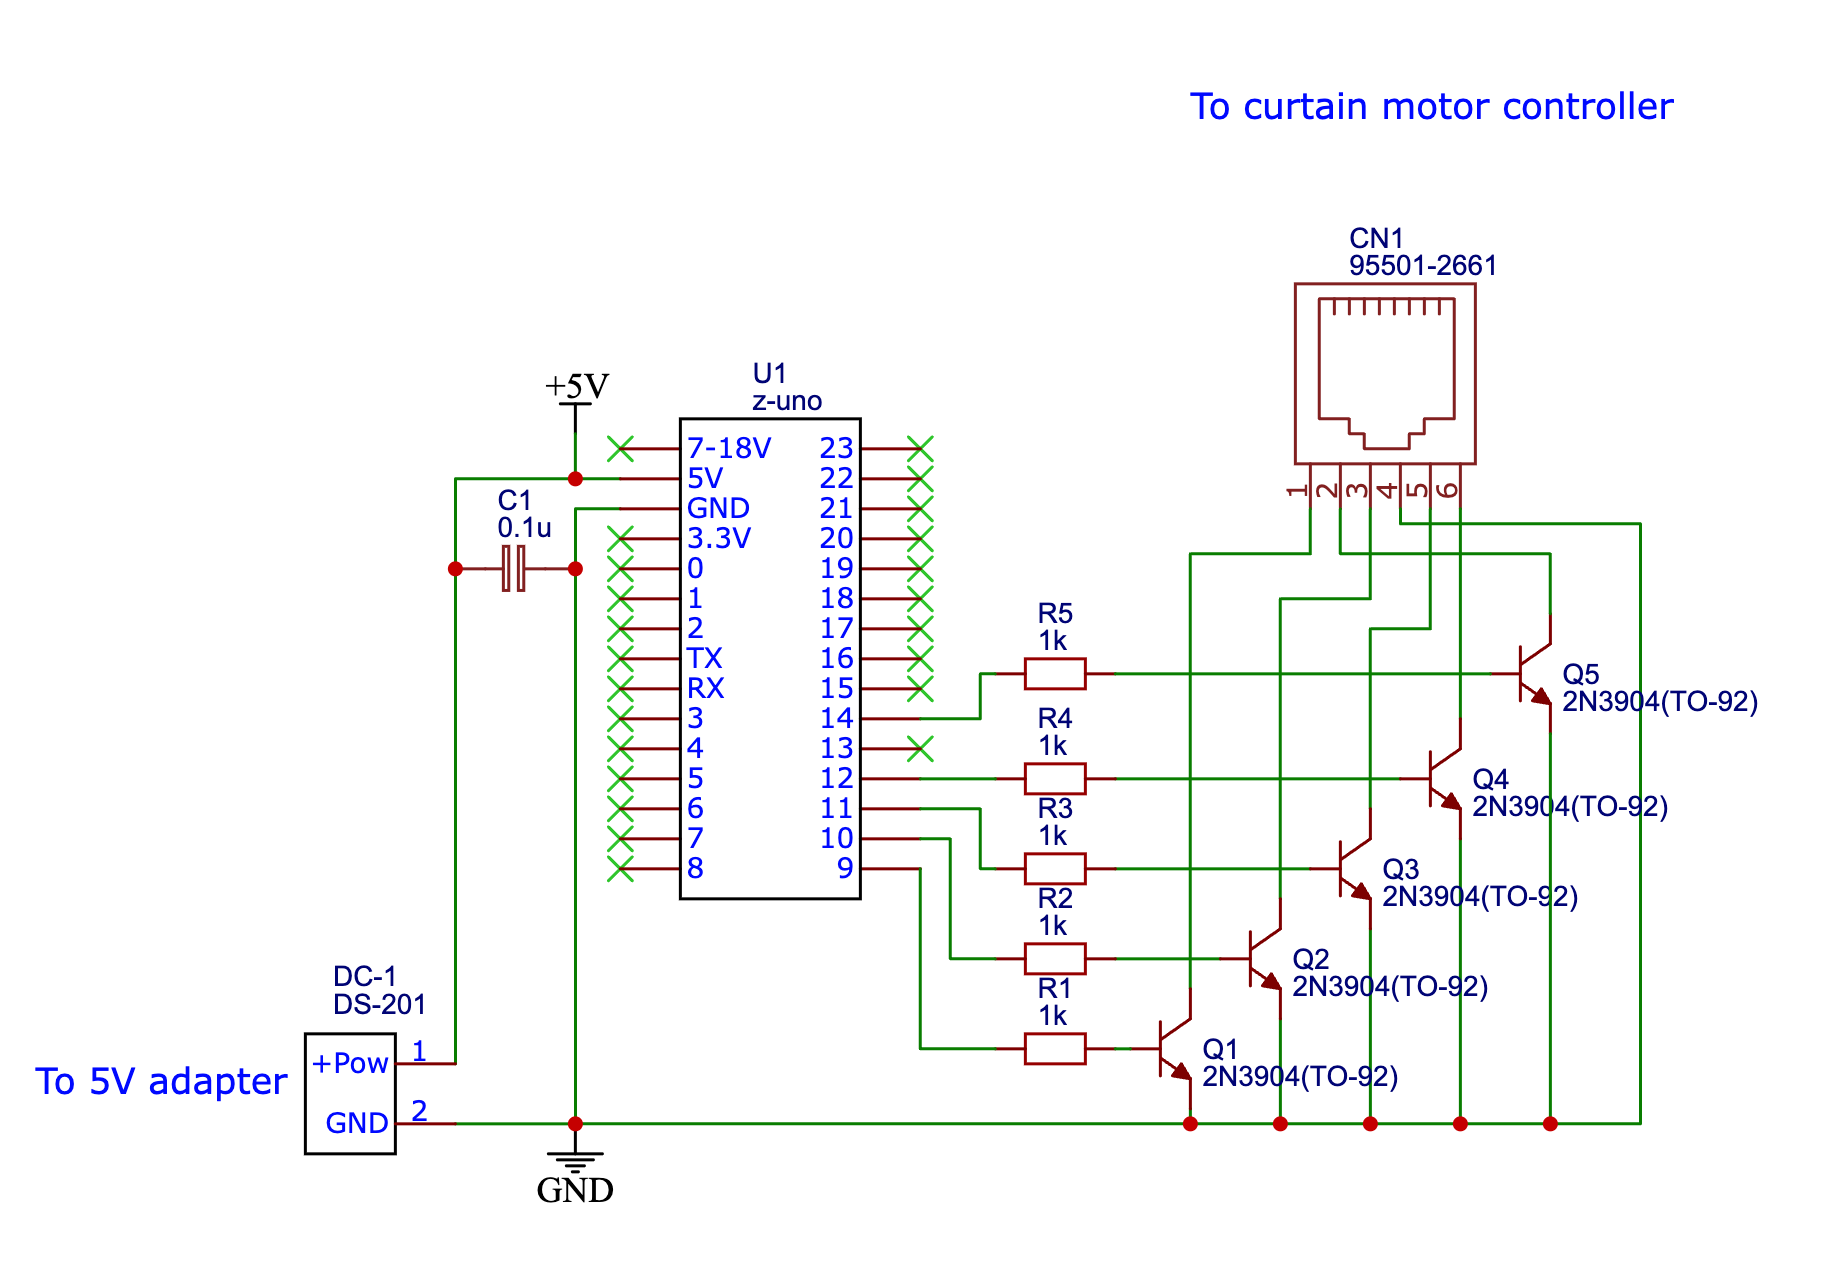 To curtain motor controller
CN1
95501-2661
1
2
3
4
5
6
+5V
U1
z-uno
7-18V
5V
GND
3.3V
0
1
2
TX
RX
3
4
5
6
7
8
23
22
21
20
19
18
17
16
15
14
13
12
11
10
9
C1
0.1u
R5
1k
R4
1k
R3
1k
R2
1k
R1
1k
Q5
2N3904(TO-92)
Q4
2N3904(TO-92)
Q3
2N3904(TO-92)
Q2
2N3904(TO-92)
Q1
2N3904(TO-92)
DC-1
DS-201
To 5V adapter
+Pow 1
GND 2
GND